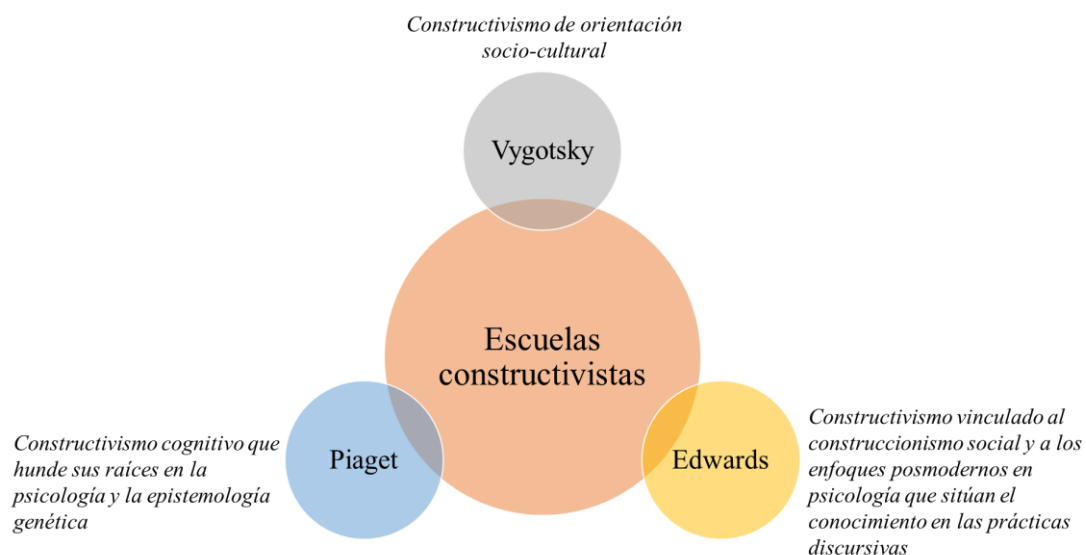 Constructivismo de orientación
socio-cultural
Vygotsky
Escuelas
constructivistas
Constructivismo cognitivo que
hunde sus raíces en la
psicología y la epistemología
genética
Piaget
Edwards
Constructivismo vinculado al
construccionismo social y a los
enfoques posmodernos en
psicología que sitúan el
conocimiento en las prácticas
discursivas